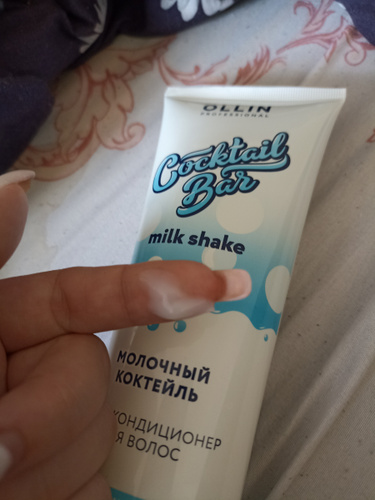 OLLIN
PROFESSIONAL
Cocktail
Bar
milk shake
МОЛОЧНЫЙ
КОКТЕЙЛЬ
КОНДИЦИОНЕР
ВОЛОС